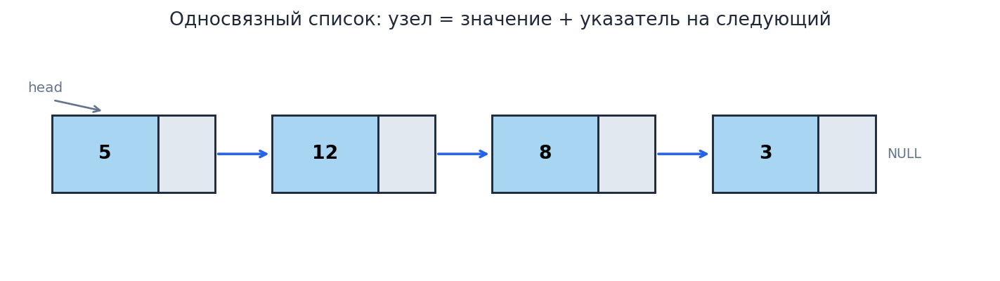 Односвязный список: узел = значение + указатель на следующий
head
5
12
8
3
NULL